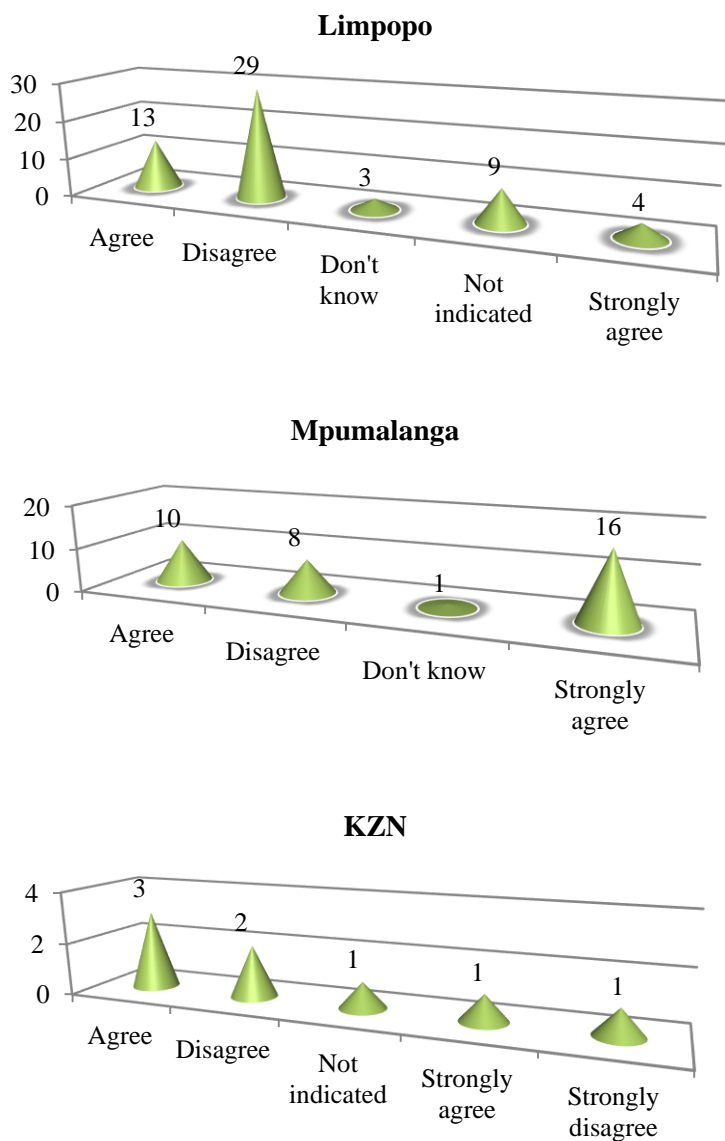 Limpopo
30
20
10
0
13
29
3
9
4
Agree
Disagree
Don't
know
Not
indicated
Strongly
agree
Mpumalanga
20
10
0
10
8
1
16
Agree
Disagree
Don't know
Strongly
agree
KZN
4
2
0
3
2
1
1
1
Agree
Disagree
Not
indicated
Strongly
agree
Strongly
disagree